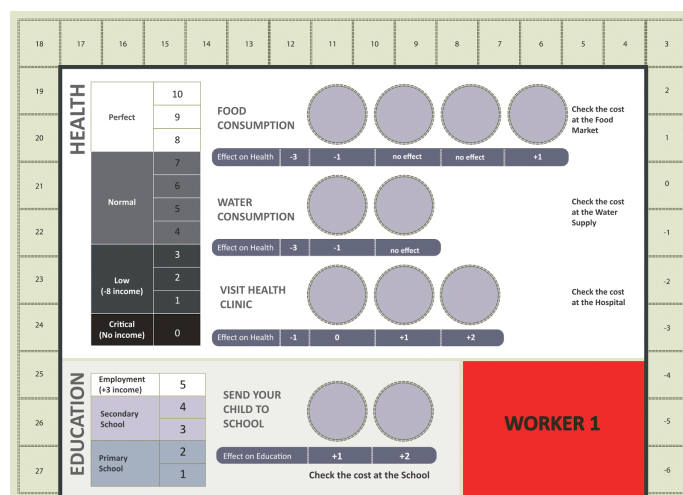 18 17 16 15 14 13 12 11 10 9 8 7 6 5 4 3
19
20
21
22
23
24
25
26
27
2
1
0
-1
-2
-3
-4
-5
-6
HEALTH
Perfect
10
9
8
Normal
7
6
5
4
Low
(-8 income)
3
2
1
Critical
(No income)
0
FOOD
CONSUMPTION
Check the cost
at the Food
Market
Effect on Health -3 -1 no effect no effect +1
WATER
CONSUMPTION
Check the cost
at the Water
Supply
Effect on Health -3 -1 no effect
VISIT HEALTH
CLINIC
Check the cost
at the Hospital
Effect on Health -1 0 +1 +2
EDUCATION
Employment
(+3 income)
5
Secondary
School
4
3
Primary
School
2
1
SEND YOUR
CHILD TO
SCHOOL
Effect on Education +1 +2
Check the cost at the School
WORKER 1